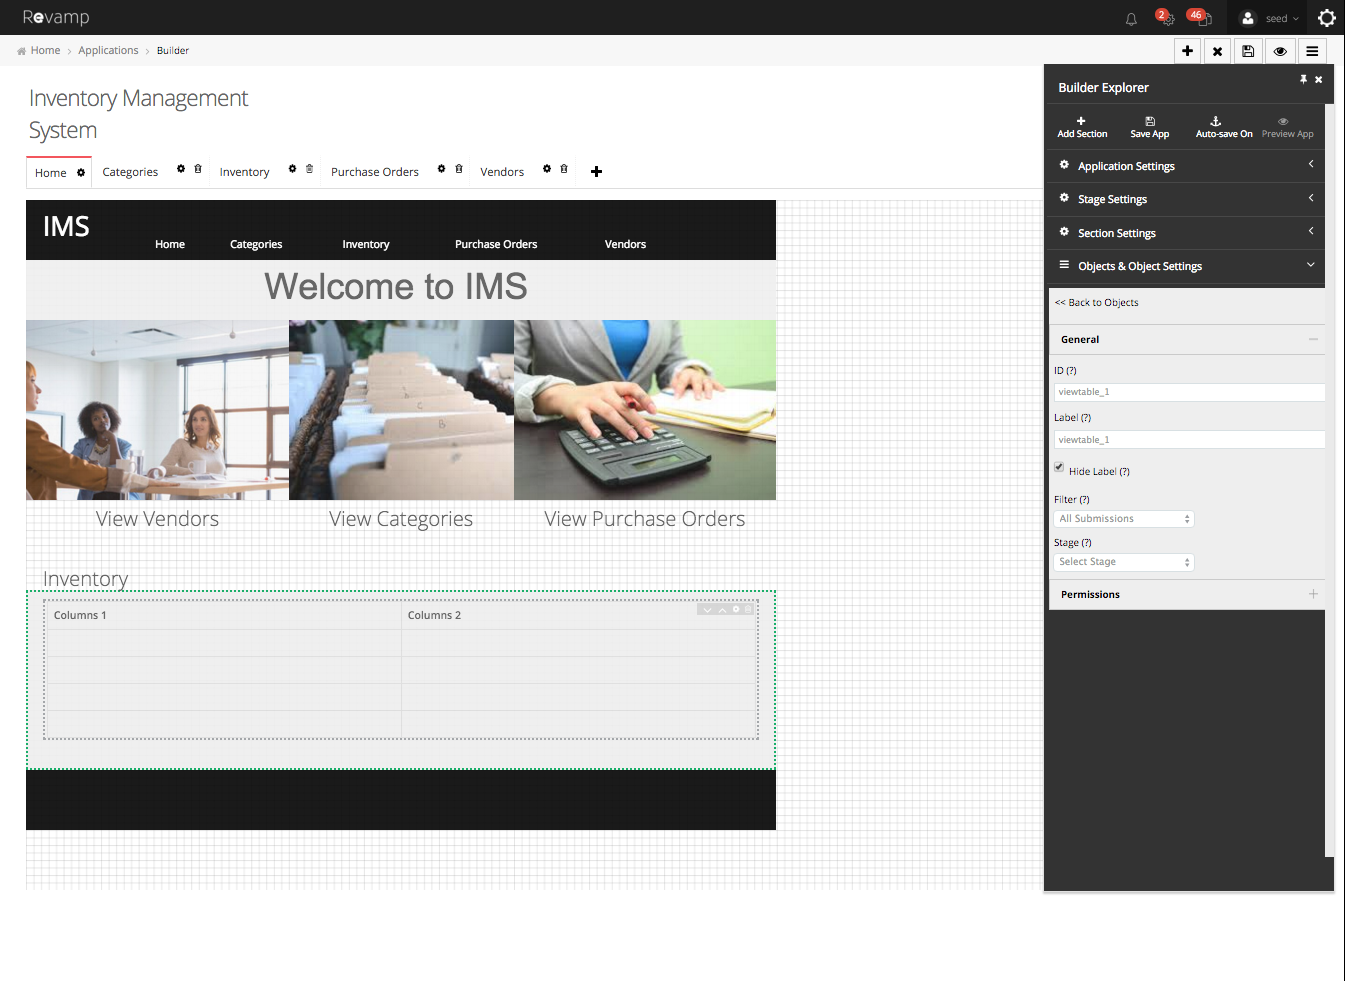 Revamp
2
46
seed
Home > Applications > Builder
Inventory Management
System
Home
Categories
Inventory
Purchase Orders
Vendors
IMS
Home
Categories
Inventory
Purchase Orders
Vendors
Welcome to IMS
C
B
View Vendors
View Categories
View Purchase Orders
Inventory
Columns 1
Columns 2
Builder Explorer
Add Section
Save App
Auto-save On
Preview App
Application Settings
Stage Settings
Section Settings
Objects & Object Settings
<< Back to Objects
General
ID (?)
viewtable_1
Label (?)
viewtable_1
Hide Label (?)
Filter (?)
All Submissions
Stage (?)
Select Stage
Permissions